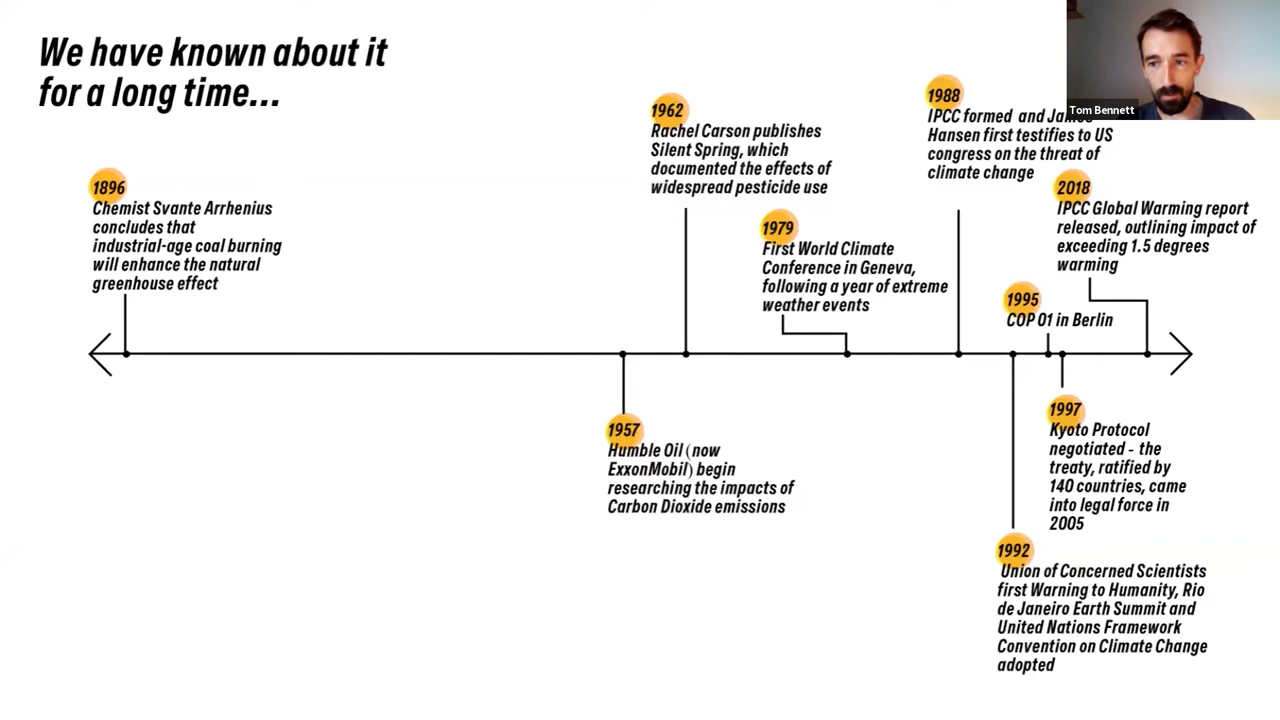 We have known about it
for a long time...
1896
Chemist Svante Arrhenius
concludes that
industrial-age coal burning
will enhance the natural
greenhouse effect
1957
Humble Oil (now
ExxonMobil) begin
researching the impacts of
Carbon Dioxide emissions
1962
Rachel Carson publishes
Silent Spring, which
documented the effects of
widespread pesticide use
1979
First World Climate
Conference in Geneva,
following a year of extreme
weather events
1988
IPCC formed and James
Hansen first testifies to US
congress on the threat of
climate change
1992
Union of Concerned Scientists
first Warning to Humanity, Rio
de Janeiro Earth Summit and
United Nations Framework
Convention on Climate Change
adopted
1995
COP 01 in Berlin
1997
Kyoto Protocol
negotiated - the
treaty, ratified by
140 countries, came
into legal force in
2005
2018
IPCC Global Warming report
released, outlining impact of
exceeding 1.5 degrees
warming
Tom Bennett